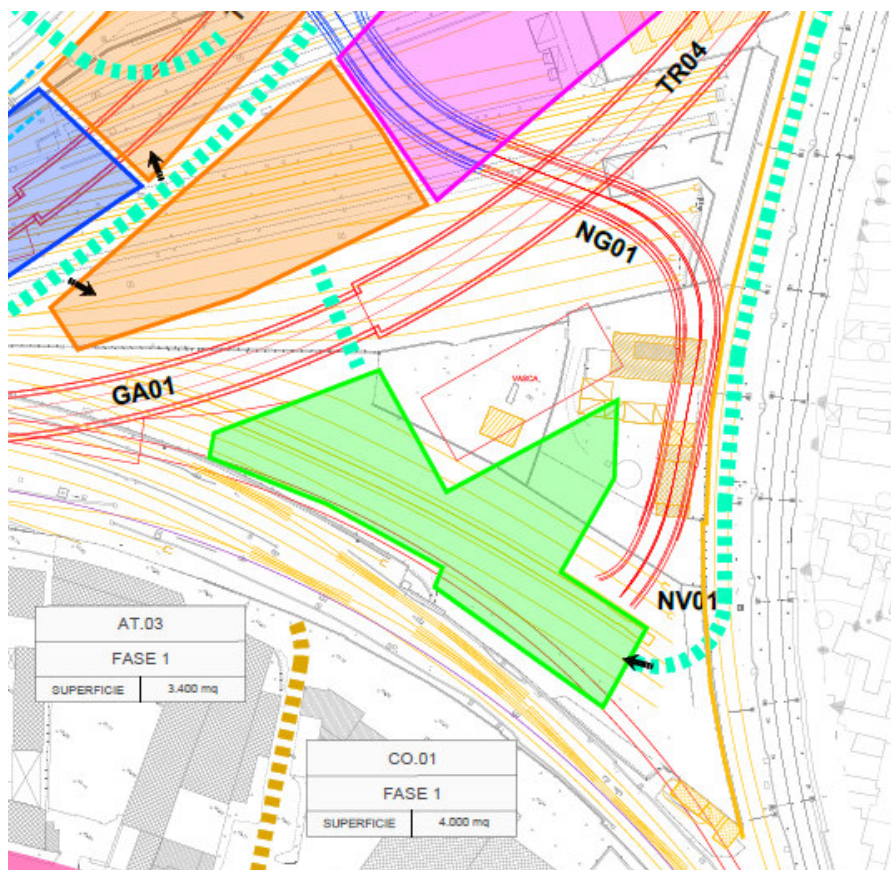 TR04
NG01
VASCA
GA01
NV01
AT.03
FASE 1
SUPERFICIE 3.400 mq
CO.01
FASE 1
SUPERFICIE 4.000 mq